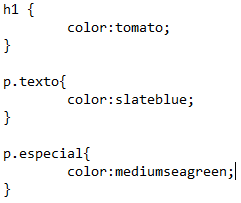 h1 {
        color:tomato;
}

p.texto{
        color:slateblue;
}

p.especial{
        color:mediumseagreen;
}